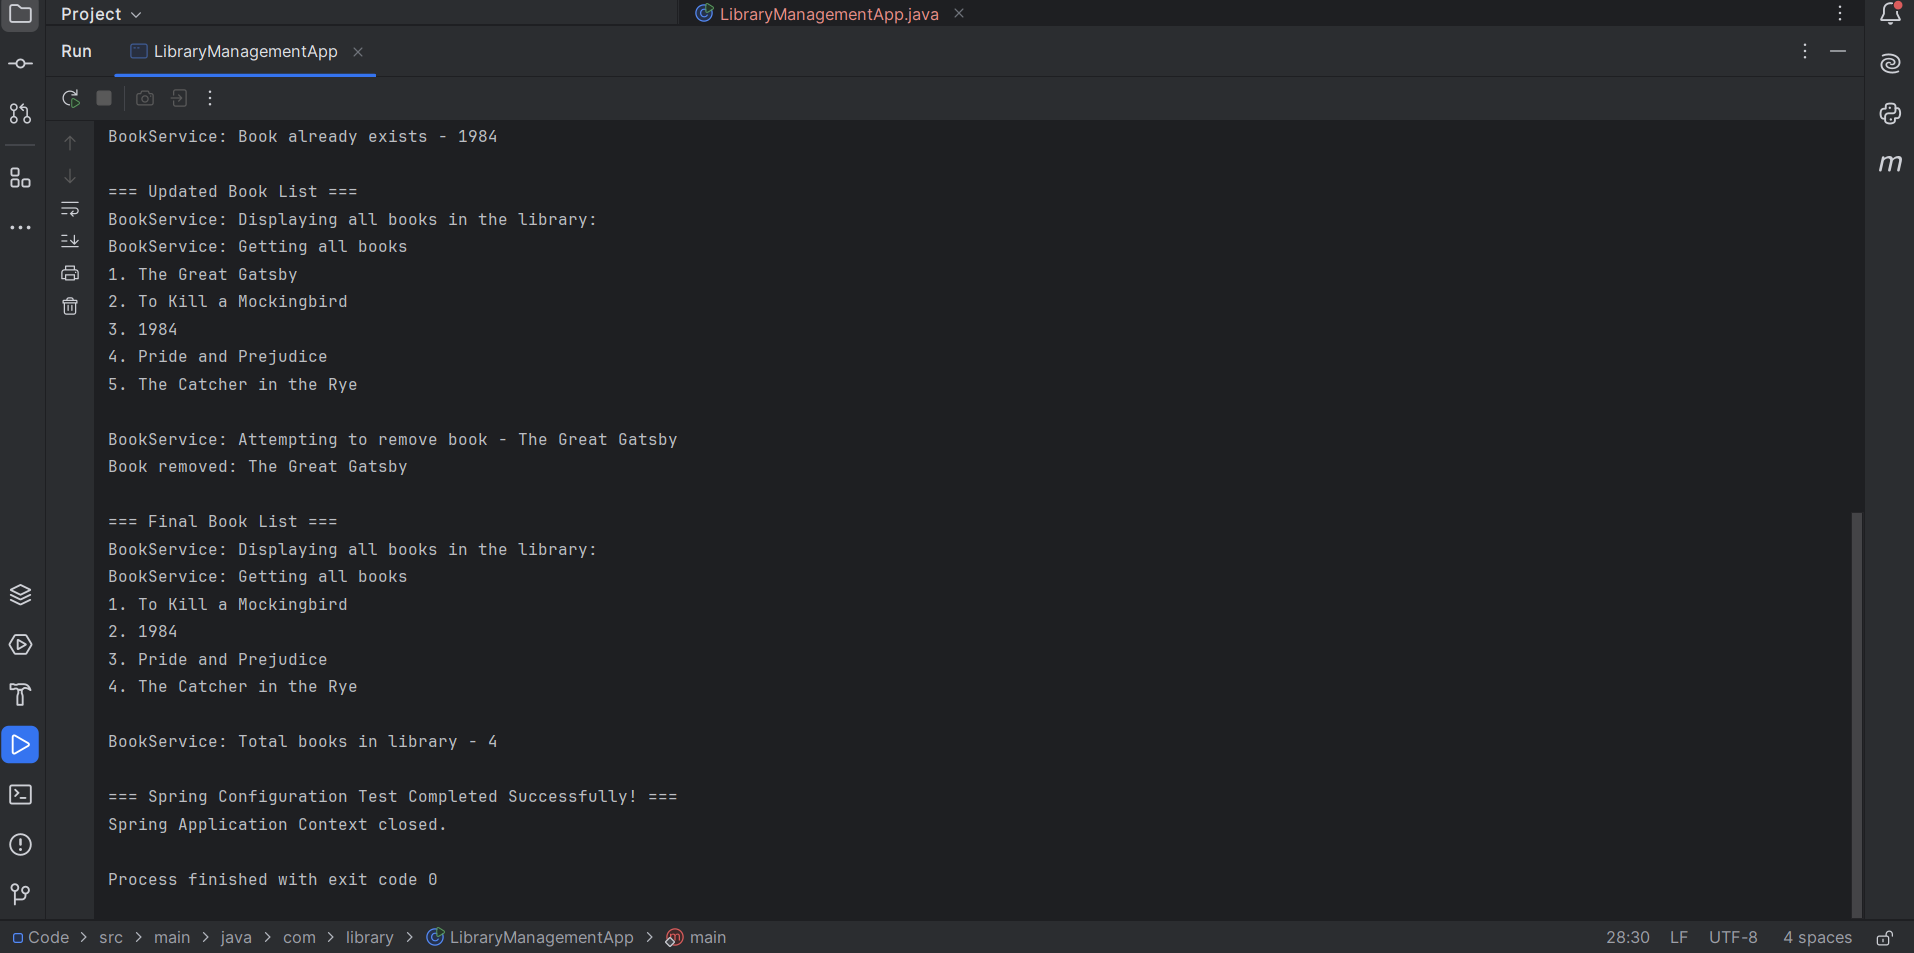 Project
LibraryManagementApp.java
Run
LibraryManagementApp
BookService: Book already exists - 1984
=== Updated Book List ===
BookService: Displaying all books in the library:
BookService: Getting all books
1. The Great Gatsby
2. To Kill a Mockingbird
3. 1984
4. Pride and Prejudice
5. The Catcher in the Rye
BookService: Attempting to remove book - The Great Gatsby
Book removed: The Great Gatsby
=== Final Book List ===
BookService: Displaying all books in the library:
BookService: Getting all books
1. To Kill a Mockingbird
2. 1984
3. Pride and Prejudice
4. The Catcher in the Rye
BookService: Total books in library - 4
=== Spring Configuration Test Completed Successfully! ===
Spring Application Context closed.
Process finished with exit code 0
Code > src > main > java > com > library > LibraryManagementApp > main 28:30 LF UTF-8 4 spaces